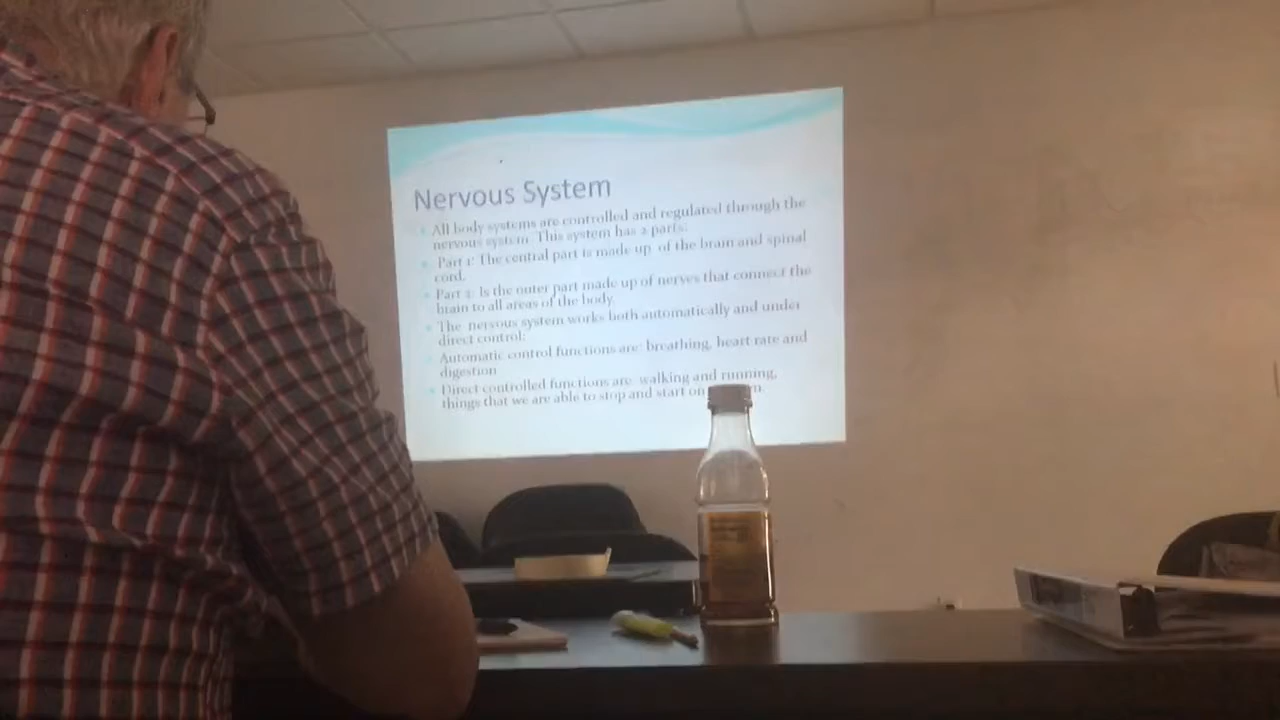 Nervous System
All body systems are controlled and regulated through the
nervous system. This system has 2 parts:
Part 1: The central part is made up of the brain and spinal
cord.
Part 2: Is the outer part made up of nerves that connect the
brain to all areas of the body.
The nervous system works both automatically and under
direct control:
Automatic control functions are: breathing, heart rate and
digestion
Direct controlled functions are: walking and running,
things that we are able to stop and start on